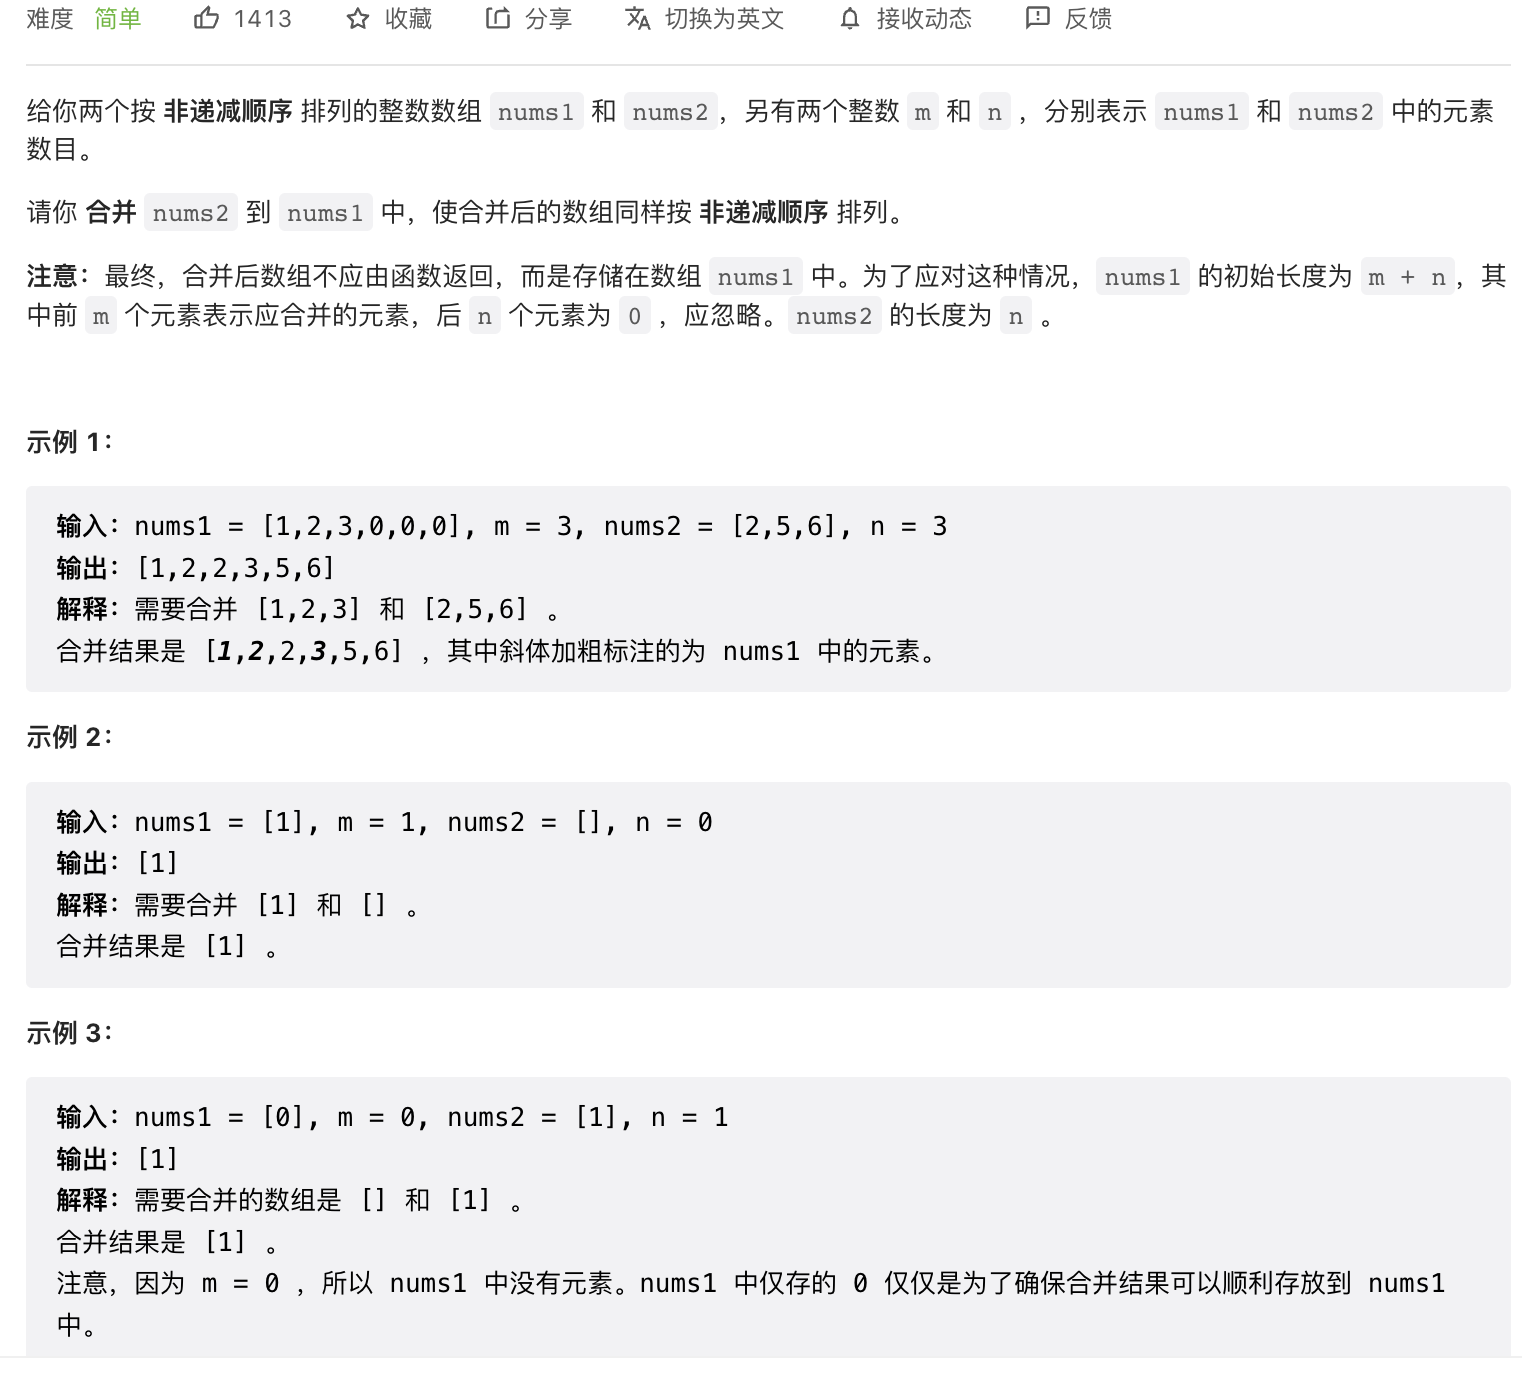 难度 简单 1413 收藏 分享 切换为英文 接收动态 反馈
给你两个按 非递减顺序 排列的整数数组 nums1 和 nums2，另有两个整数 m 和 n ，分别表示 nums1 和 nums2 中的元素
数目。
请你 合并 nums2 到 nums1 中，使合并后的数组同样按 非递减顺序 排列。
注意：最终，合并后数组不应由函数返回，而是存储在数组 nums1 中。为了应对这种情况，nums1 的初始长度为 m + n，其
中前 m 个元素表示应合并的元素，后 n 个元素为 0 ，应忽略。nums2 的长度为 n 。
示例 1：
输入：nums1 = [1,2,3,0,0,0], m = 3, nums2 = [2,5,6], n = 3
输出：[1,2,2,3,5,6]
解释：需要合并 [1,2,3] 和 [2,5,6] 。
合并结果是 [1,2,2,3,5,6] ，其中斜体加粗标注的为 nums1 中的元素。
示例 2：
输入：nums1 = [1], m = 1, nums2 = [], n = 0
输出：[1]
解释：需要合并 [1] 和 [] 。
合并结果是 [1] 。
示例 3：
输入：nums1 = [0], m = 0, nums2 = [1], n = 1
输出：[1]
解释：需要合并的数组是 [] 和 [1] 。
合并结果是 [1] 。
注意，因为 m = 0 ，所以 nums1 中没有元素。nums1 中仅存的 0 仅仅是为了确保合并结果可以顺利存放到 nums1
中。